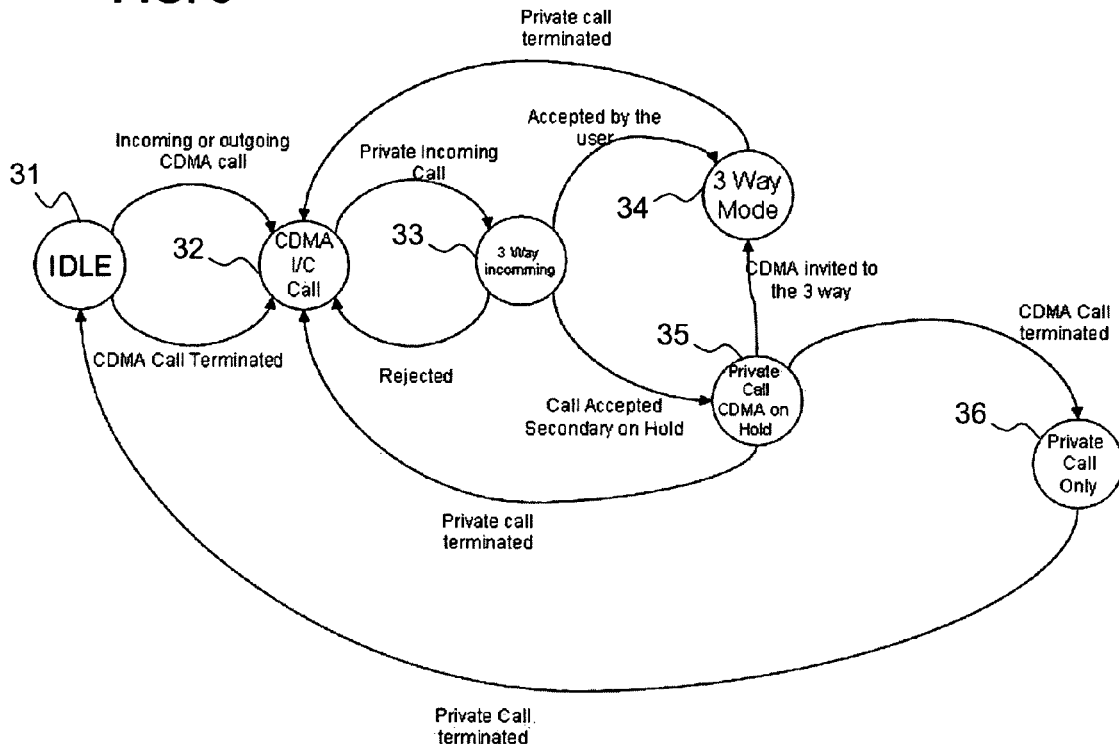 Private call
terminated
Incoming or outgoing
CDMA call
Accepted by the
user
Private Incoming
Call
31
32
33
34
3 Way
Mode
IDLE
CDMA
I/C
Call
3 Way
incomming
CDMA invited to
the 3 way
CDMA Call Terminated
Rejected
35
Private
Call
CDMA on
Hold
CDMA Call
terminated
Call Accepted
Secondary on Hold
36
Private
Call
Only
Private call
terminated
Private Call
terminated